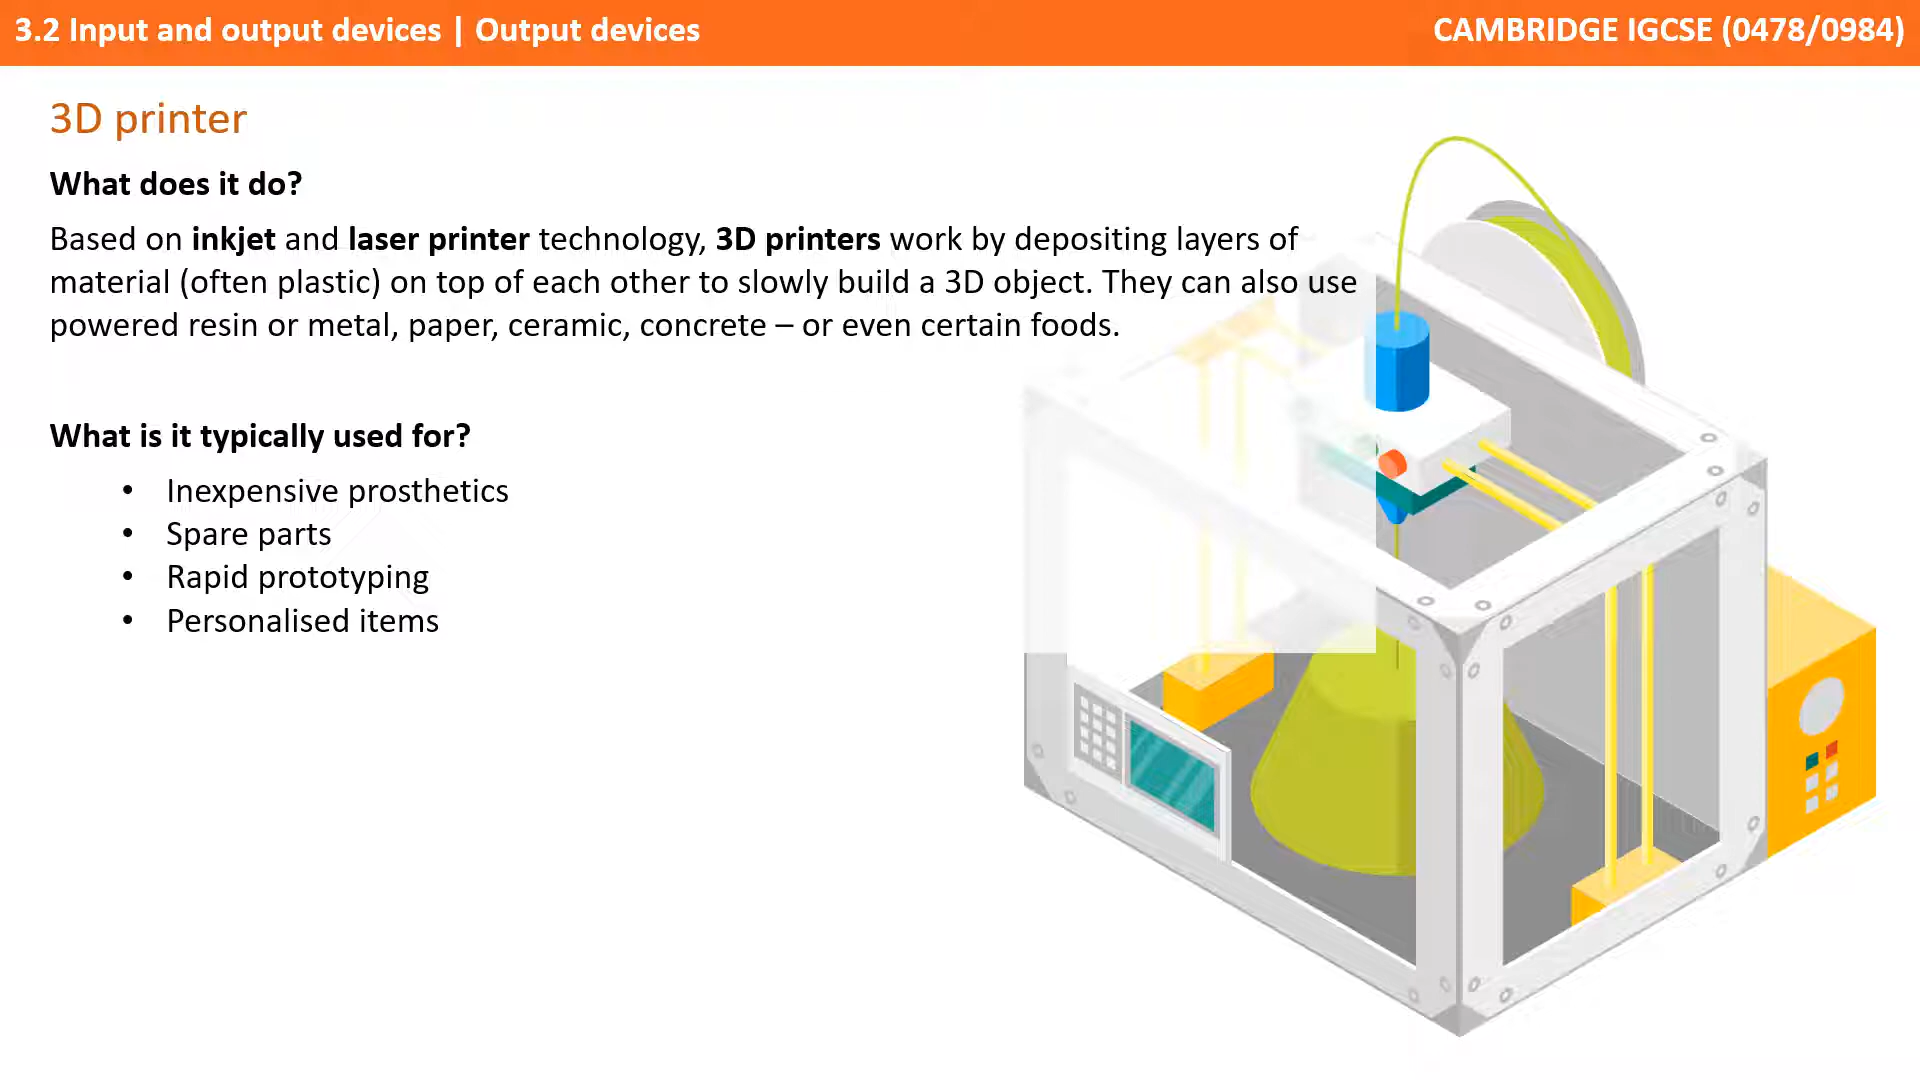 3.2 Input and output devices | Output devices
CAMBRIDGE IGCSE (0478/0984)
3D printer
What does it do?
Based on inkjet and laser printer technology, 3D printers work by depositing layers of
material (often plastic) on top of each other to slowly build a 3D object. They can also use
powered resin or metal, paper, ceramic, concrete – or even certain foods.
What is it typically used for?
• Inexpensive prosthetics
• Spare parts
• Rapid prototyping
• Personalised items